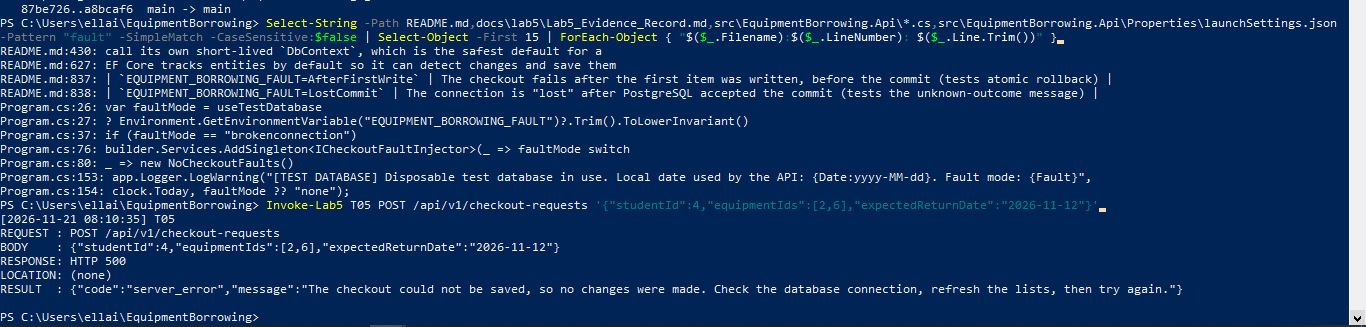 87be726..a8bcaf6  main -> main
PS C:\Users\ellai\EquipmentBorrowing> Select-String -Path README.md,docs\lab5\Lab5_Evidence_Record.md,src\EquipmentBorrowing.Api\*.cs,src\EquipmentBorrowing.Api\Properties\launchSettings.json
-Pattern "fault" -SimpleMatch -CaseSensitive:$false | Select-Object -First 15 | ForEach-Object { "$($_.Filename):$($_.LineNumber): $($_.Line.Trim())" }
README.md:430: call its own short-lived `DbContext`, which is the safest default for a
README.md:627: EF Core tracks entities by default so it can detect changes and save them
README.md:837: | `EQUIPMENT_BORROWING_FAULT=AfterFirstWrite` | The checkout fails after the first item was written, before the commit (tests atomic rollback) |
README.md:838: | `EQUIPMENT_BORROWING_FAULT=LostCommit` | The connection is "lost" after PostgreSQL accepted the commit (tests the unknown-outcome message) |
Program.cs:26: var faultMode = useTestDatabase
Program.cs:27: ? Environment.GetEnvironmentVariable("EQUIPMENT_BORROWING_FAULT")?.Trim().ToLowerInvariant()
Program.cs:37: if (faultMode == "brokenconnection")
Program.cs:76: builder.Services.AddSingleton<ICheckoutFaultInjector>(_ => faultMode switch
Program.cs:80: _ => new NoCheckoutFaults()
Program.cs:153: app.Logger.LogWarning("[TEST DATABASE] Disposable test database in use. Local date used by the API: {Date:yyyy-MM-dd}. Fault mode: {Fault}",
Program.cs:154: clock.Today, faultMode ?? "none");
PS C:\Users\ellai\EquipmentBorrowing> Invoke-Lab5 T05 POST /api/v1/checkout-requests '{"studentId":4,"equipmentIds":[2,6],"expectedReturnDate":"2026-11-12"}'
[2026-11-21 08:10:35] T05
REQUEST : POST /api/v1/checkout-requests
BODY    : {"studentId":4,"equipmentIds":[2,6],"expectedReturnDate":"2026-11-12"}
RESPONSE: HTTP 500
LOCATION: (none)
RESULT  : {"code":"server_error","message":"The checkout could not be saved, so no changes were made. Check the database connection, refresh the lists, then try again."}
PS C:\Users\ellai\EquipmentBorrowing>